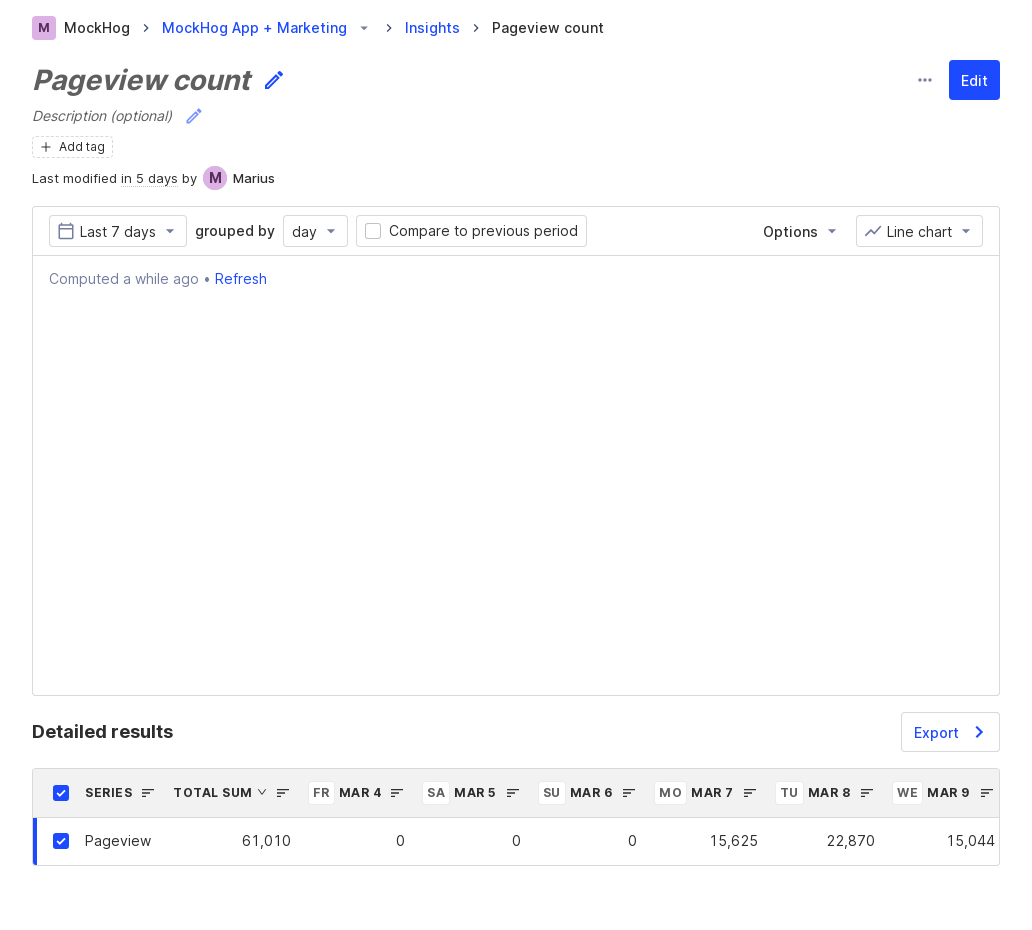 M MockHog MockHog App + Marketing Insights Pageview count
Pageview count
Edit
Description (optional)
Add tag
Last modified in 5 days by M Marius
Last 7 days grouped by day Compare to previous period Options Line chart
Computed a while ago • Refresh
Detailed results
Export
SERIES TOTAL SUM FR MAR 4 SA MAR 5 SU MAR 6 MO MAR 7 TU MAR 8 WE MAR 9
Pageview 61,010 0 0 0 15,625 22,870 15,044